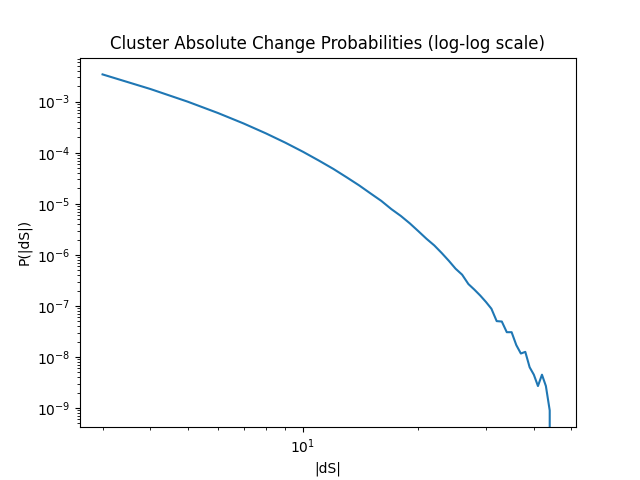 Cluster Absolute Change Probabilities (log-log scale)
P(|dS|)
10⁻³
10⁻⁴
10⁻⁵
10⁻⁶
10⁻⁷
10⁻⁸
10⁻⁹
10¹
|dS|